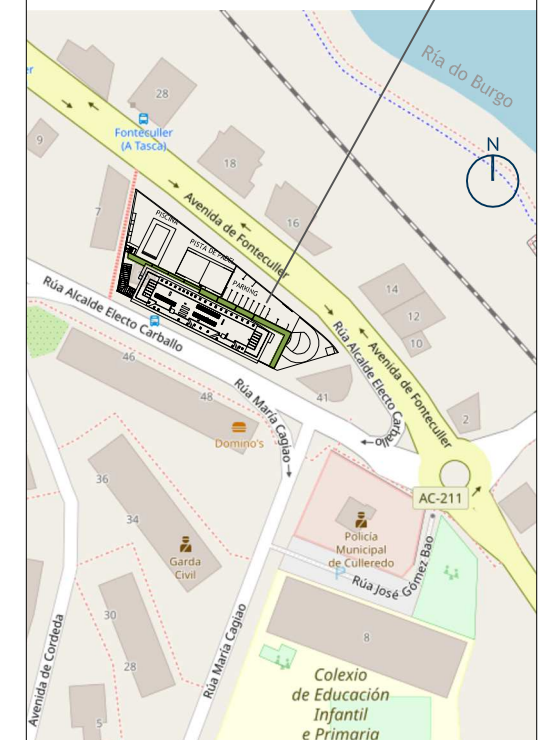 Ría do Burgo
er
28
Fontéculler
(A Tasca)
N
9
18
7
Avenida de Fonteculler
16
PISCINA
PISTA DE PADEL
PARKING
14
12
10
Rúa Alcalde Electo Carballo
Rúa Alcalde Electo Carballo
Avenida de Fonteculler
46
48
41
Rúa María Cagiao
2
Domino's
AC-211
36
34
Policía
Municipal
de Culleredo
Garda
Civil
P
Rúa José Gómez Bao
30
28
8
Avenida de Cordeda
Rúa María Cagiao
5
Colexio
de Educación
Infantil
e Primaria